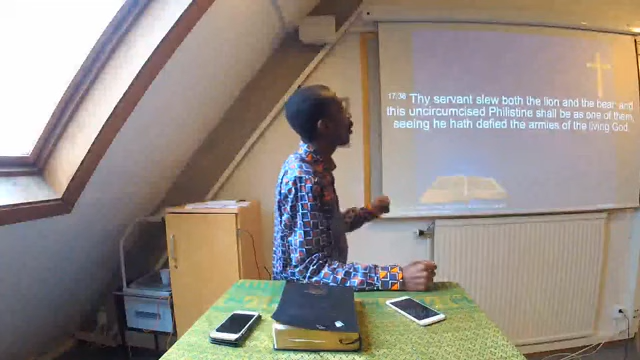 17:36 Thy servant slew both the lion and the bear: and
this uncircumcised Philistine shall be as one of them,
seeing he hath defied the armies of the living God.